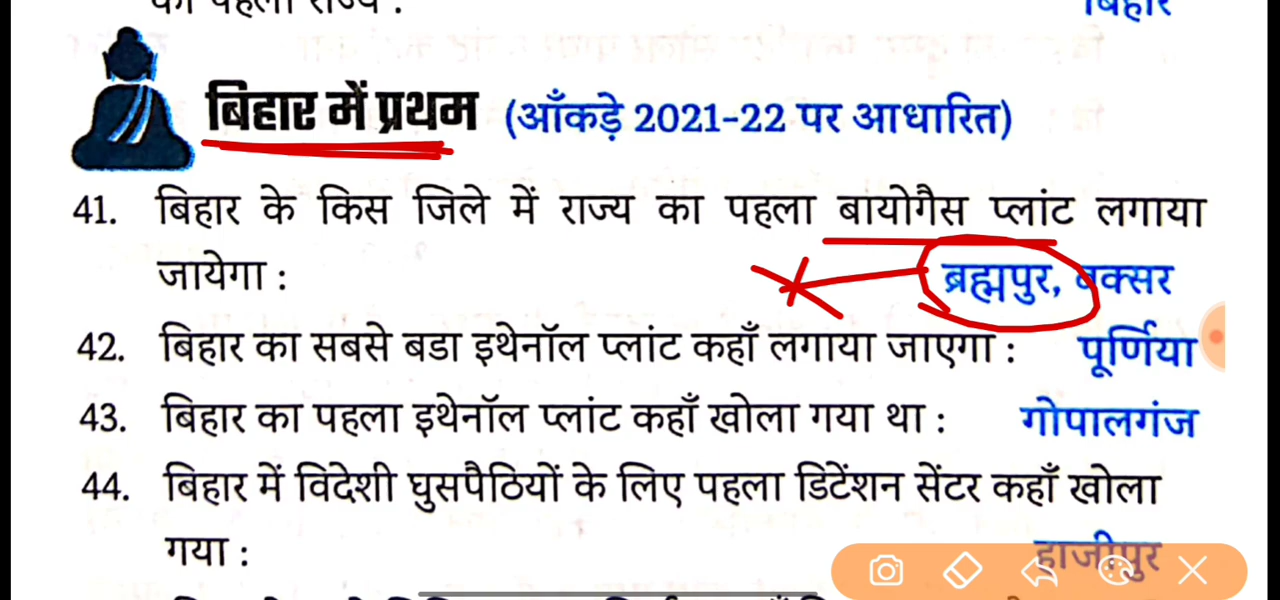 का पहला राज्य : बिहार
बिहार में प्रथम (आँकड़े 2021-22 पर आधारित)
41. बिहार के किस जिले में राज्य का पहला बायोगैस प्लांट लगाया
जायेगा : ब्रह्मपुर, बक्सर
42. बिहार का सबसे बडा इथेनॉल प्लांट कहाँ लगाया जाएगा : पूर्णिया
43. बिहार का पहला इथेनॉल प्लांट कहाँ खोला गया था : गोपालगंज
44. बिहार में विदेशी घुसपैठियों के लिए पहला डिटेंशन सेंटर कहाँ खोला
गया : हाजीपुर